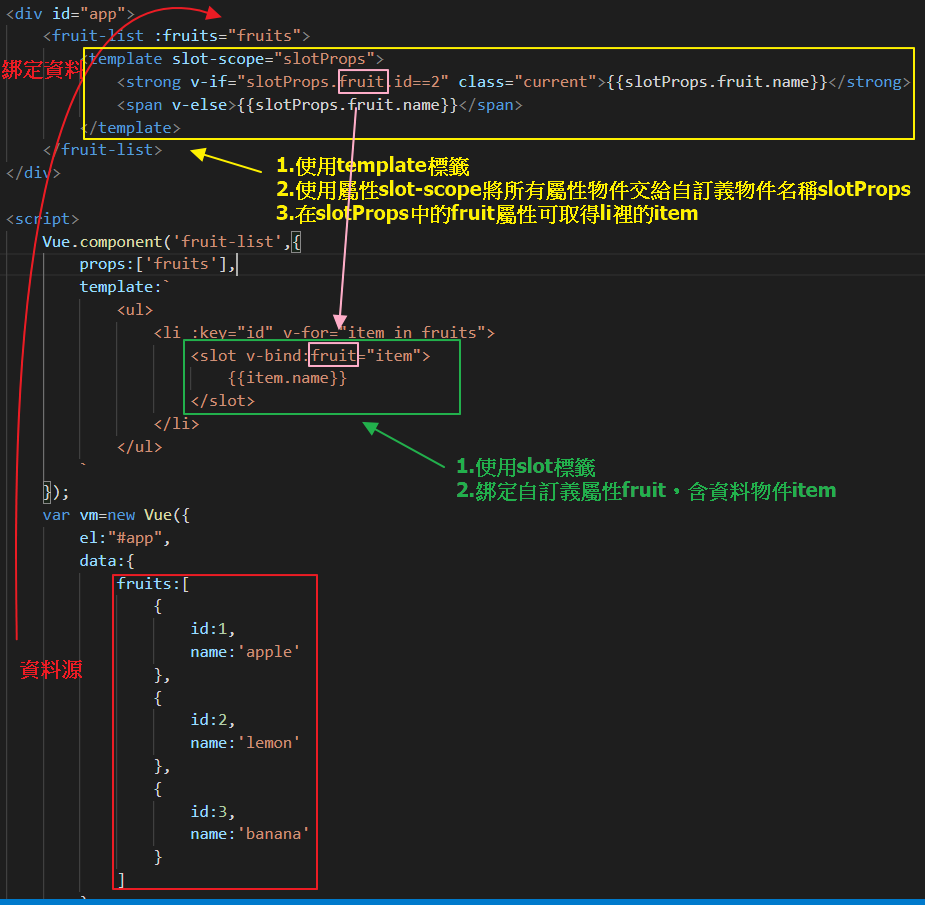 <div id="app">
<fruit-list :fruits="fruits">
綁定資料
<template slot-scope="slotProps">
<strong v-if="slotProps.fruit.id==2" class="current">{{slotProps.fruit.name}}</strong>
<span v-else>{{slotProps.fruit.name}}</span>
</template>
</fruit-list>
1.使用template標籤
</div>
2.使用屬性slot-scope將所有屬性物件交給自訂義物件名稱slotProps
3.在slotProps中的fruit屬性可取得li裡的item
<script>
Vue.component('fruit-list',{
props:['fruits'],
template:`
<ul>
<li :key="id" v-for="item in fruits">
<slot v-bind:fruit="item">
{{item.name}}
</slot>
</li>
</ul>
`
1.使用slot標籤
2.綁定自訂義屬性fruit，含資料物件item
});
var vm=new Vue({
el:"#app",
data:{
fruits:[
{
id:1,
name:'apple'
資料源
},
{
id:2,
name:'lemon'
},
{
id:3,
name:'banana'
}
]